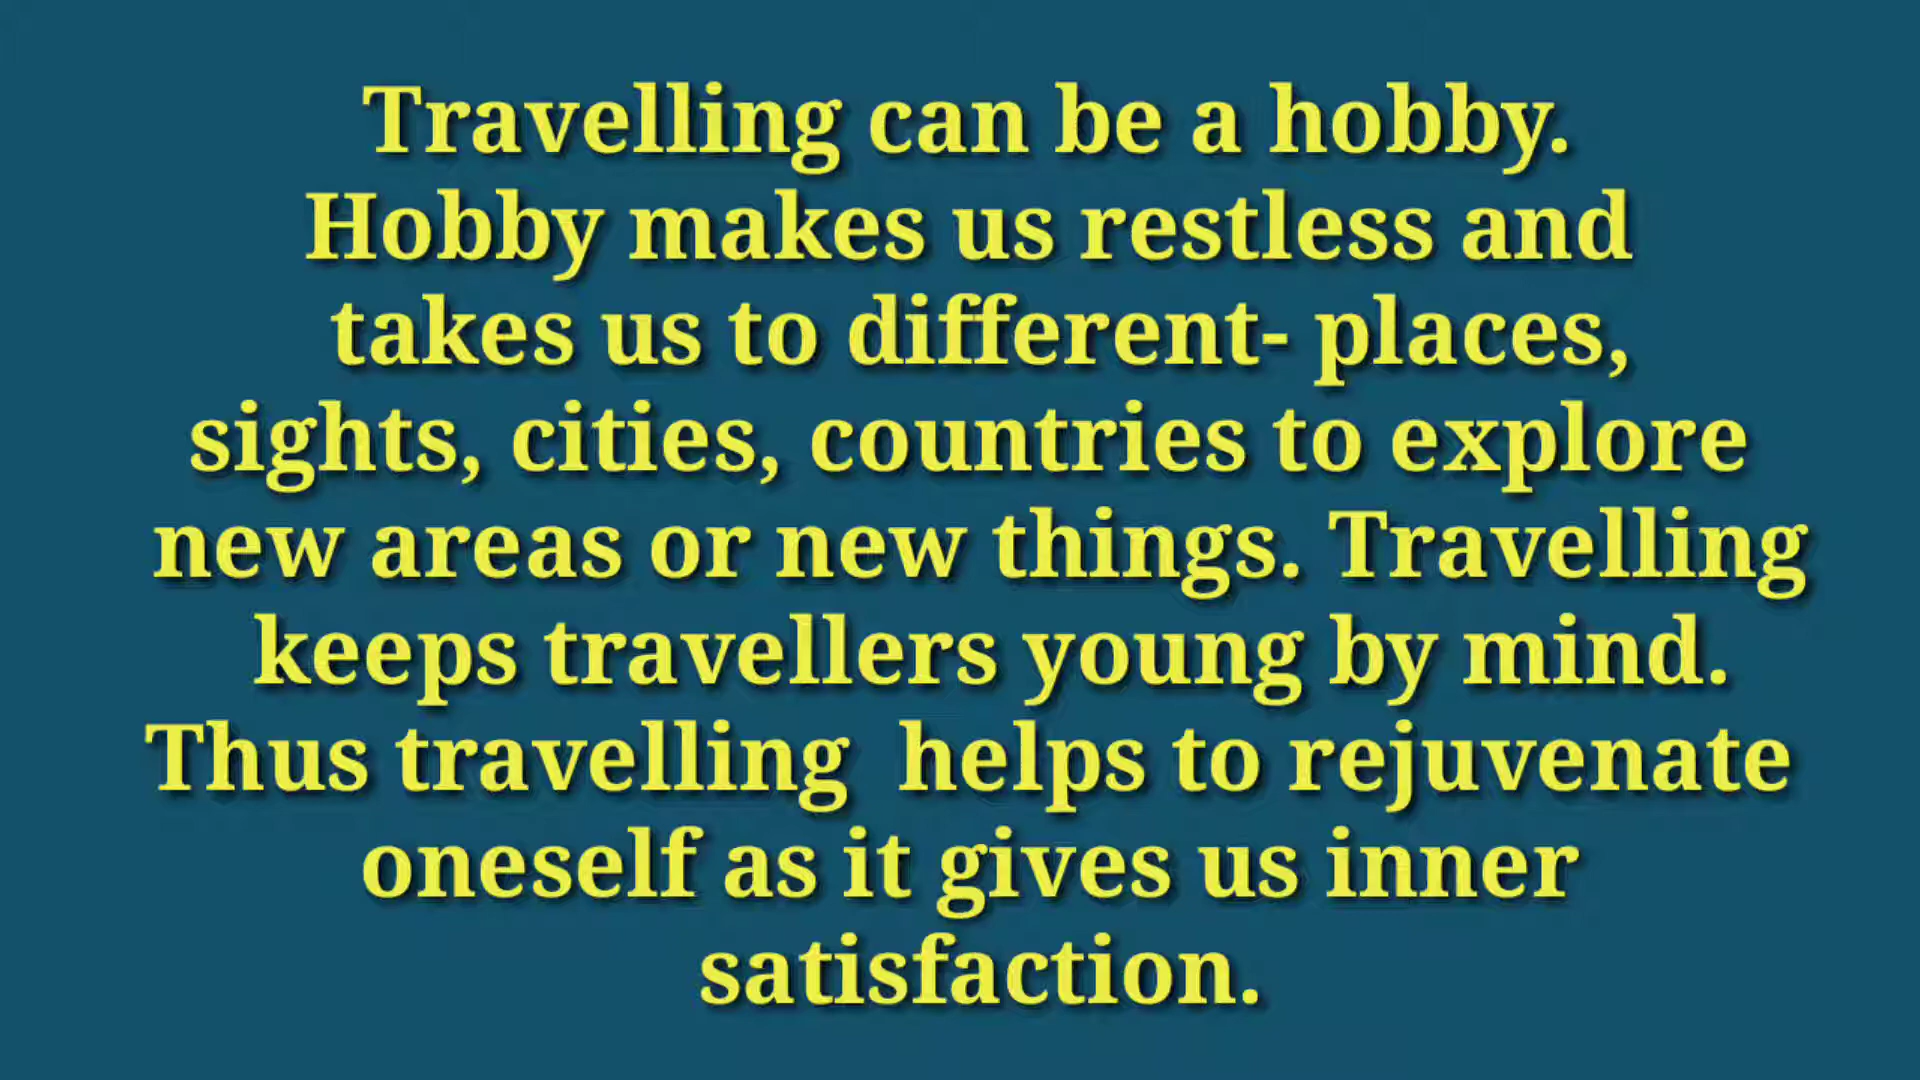 Travelling can be a hobby.
Hobby makes us restless and
takes us to different- places,
sights, cities, countries to explore
new areas or new things. Travelling
keeps travellers young by mind.
Thus travelling  helps to rejuvenate
oneself as it gives us inner
satisfaction.